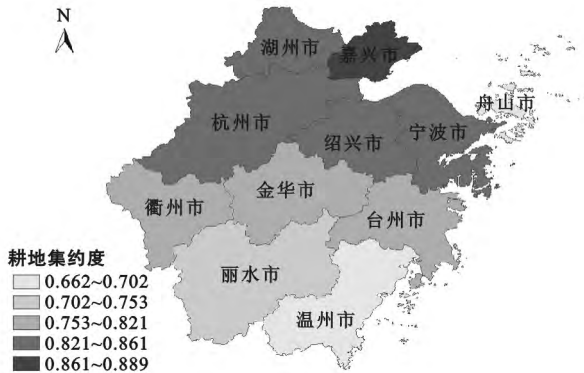 N
湖州市
嘉兴市
舟山市
杭州市
绍兴市
宁波市
金华市
衢州市
台州市
丽水市
温州市
耕地集约度
0.662~0.702
0.702~0.753
0.753~0.821
0.821~0.861
0.861~0.889